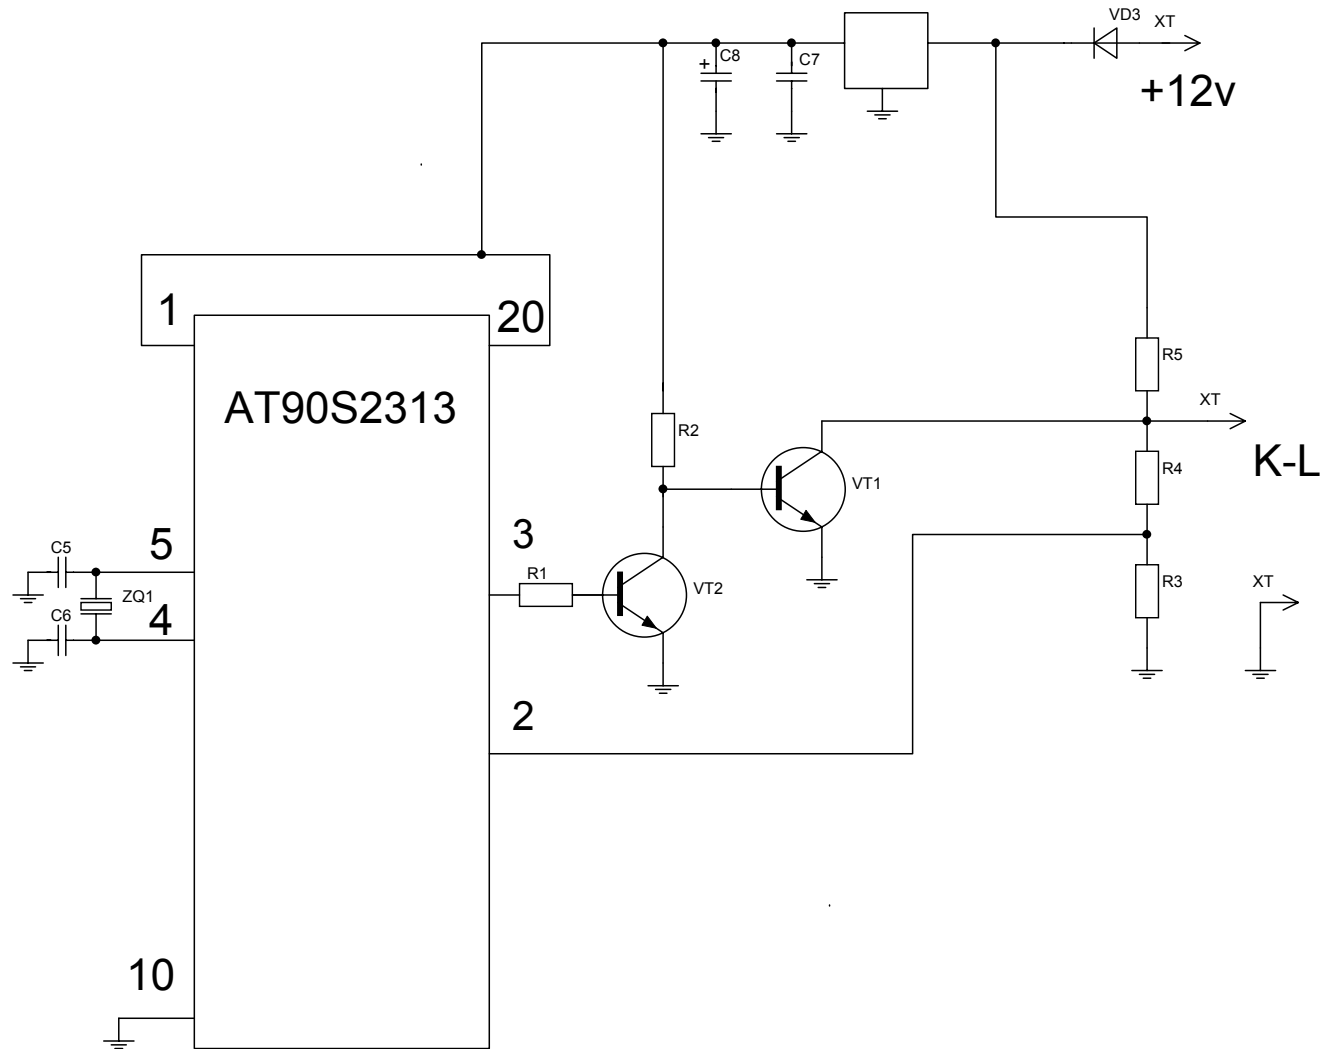 VD3
XT
+
C8
C7
+12v
1
20
AT90S2313
R5
XT
R2
K-L
R4
VT1
5
3
C5
ZQ1
R1
VT2
R3
XT
C6
4
2
10